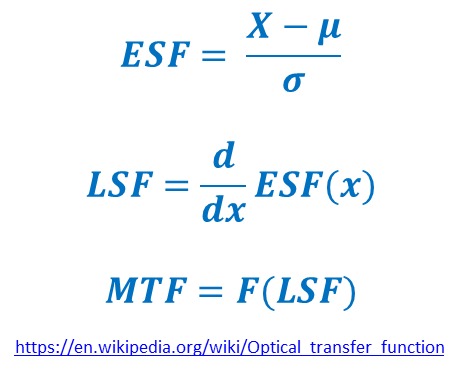 ESF = X − μ / σ
LSF = d/dx ESF(x)
MTF = F(LSF)
https://en.wikipedia.org/wiki/Optical_transfer_function